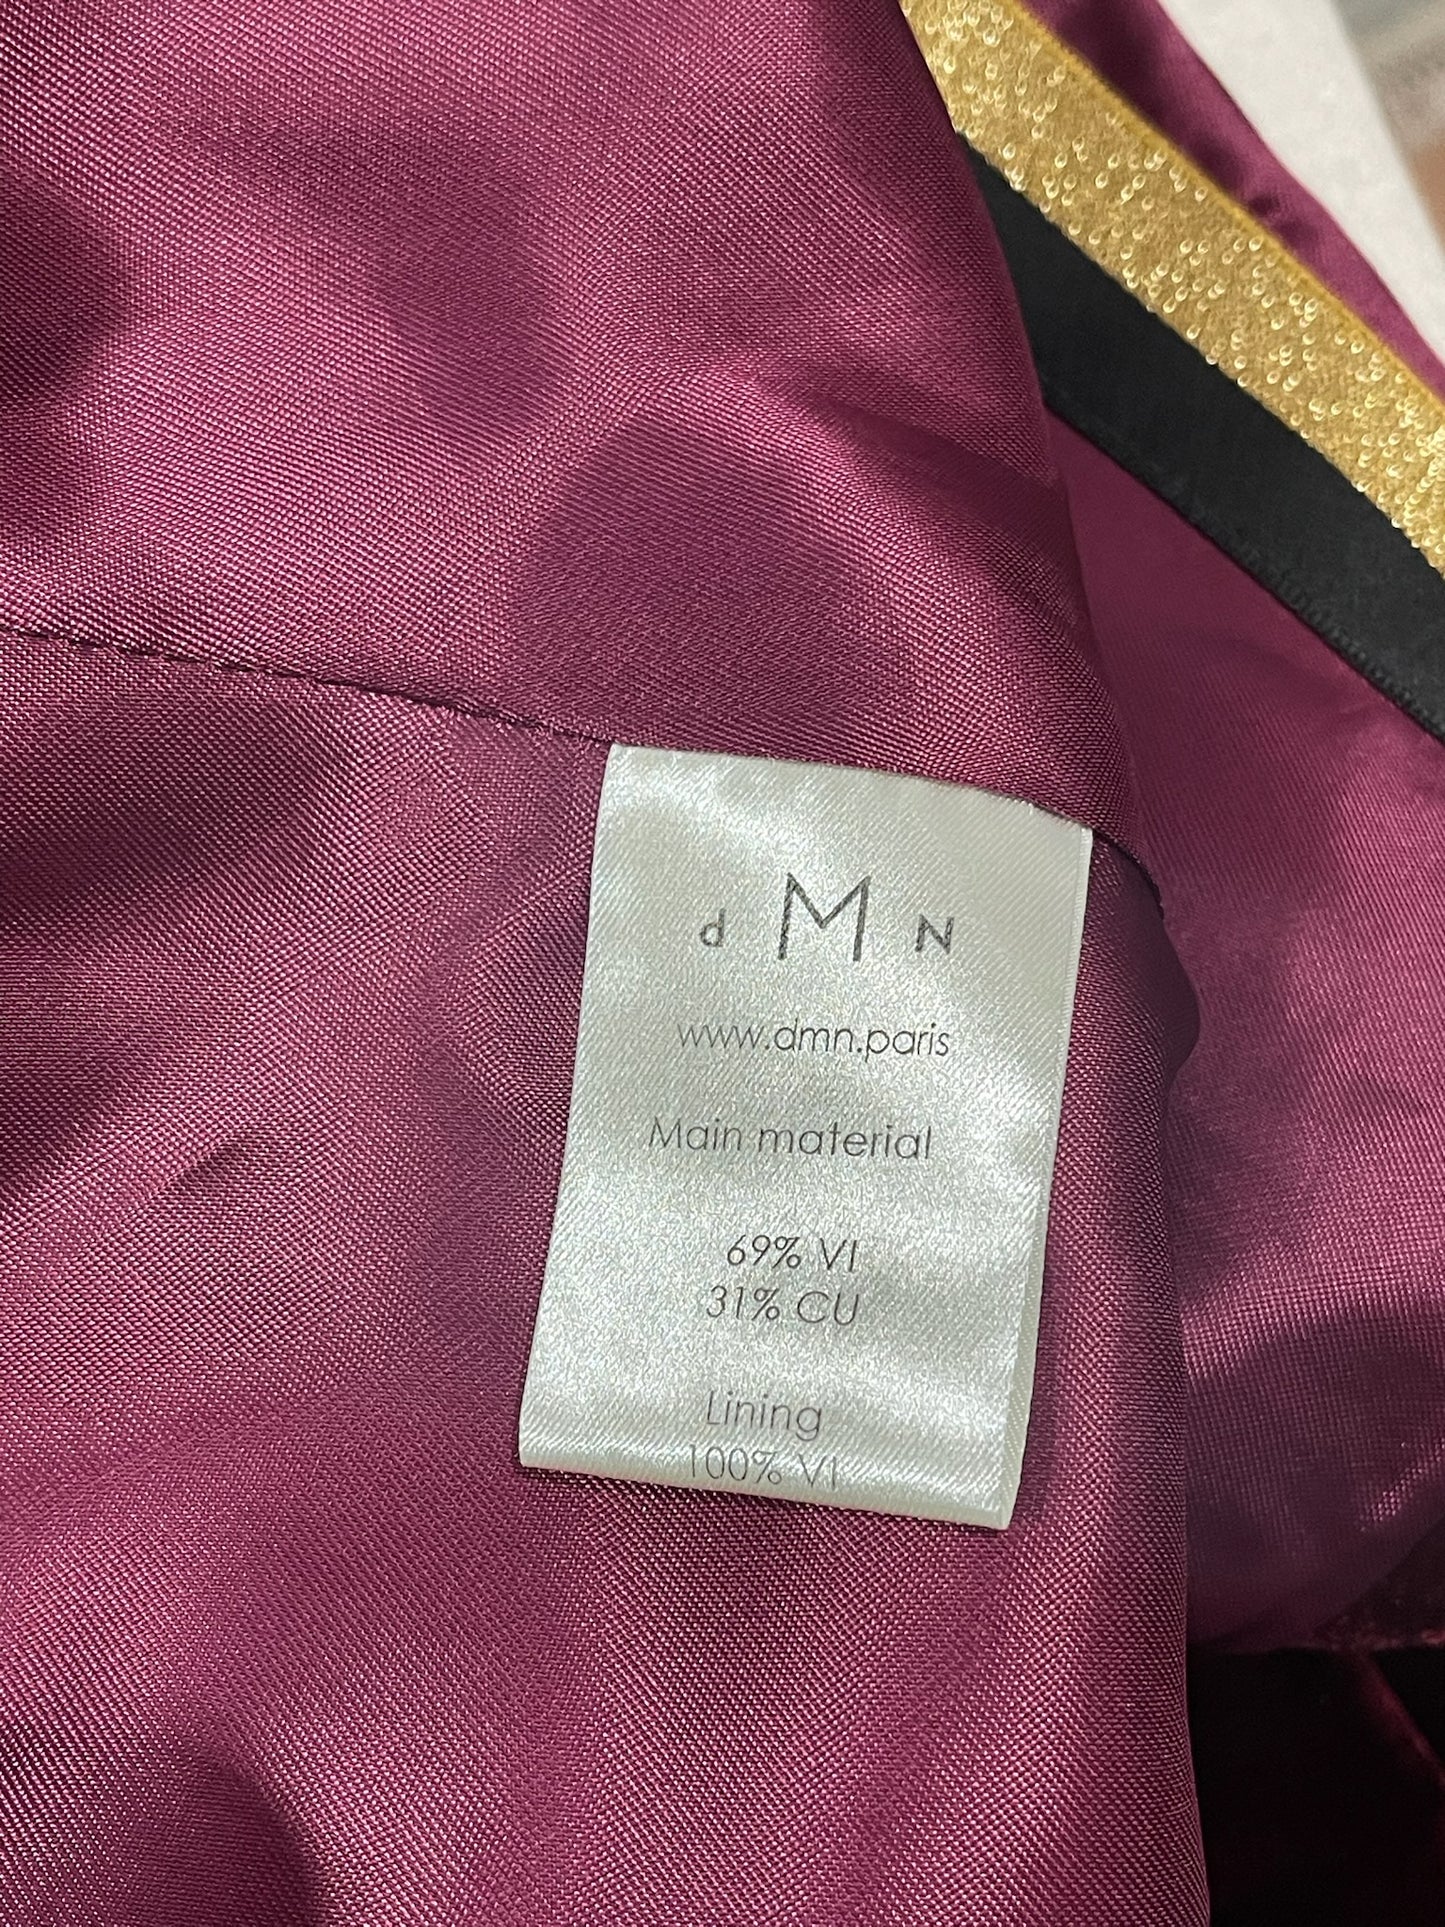 d M N
www.dmn.paris
Main material
69% VI
31% CU
Lining
100% VI